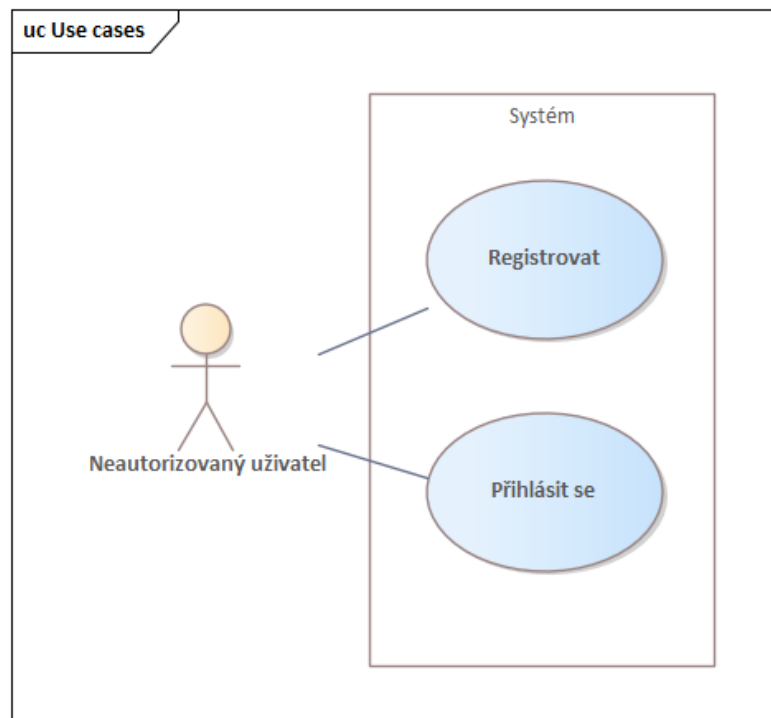 uc Use cases
Systém
Registrovat
Neautorizovaný uživatel
Přihlásit se